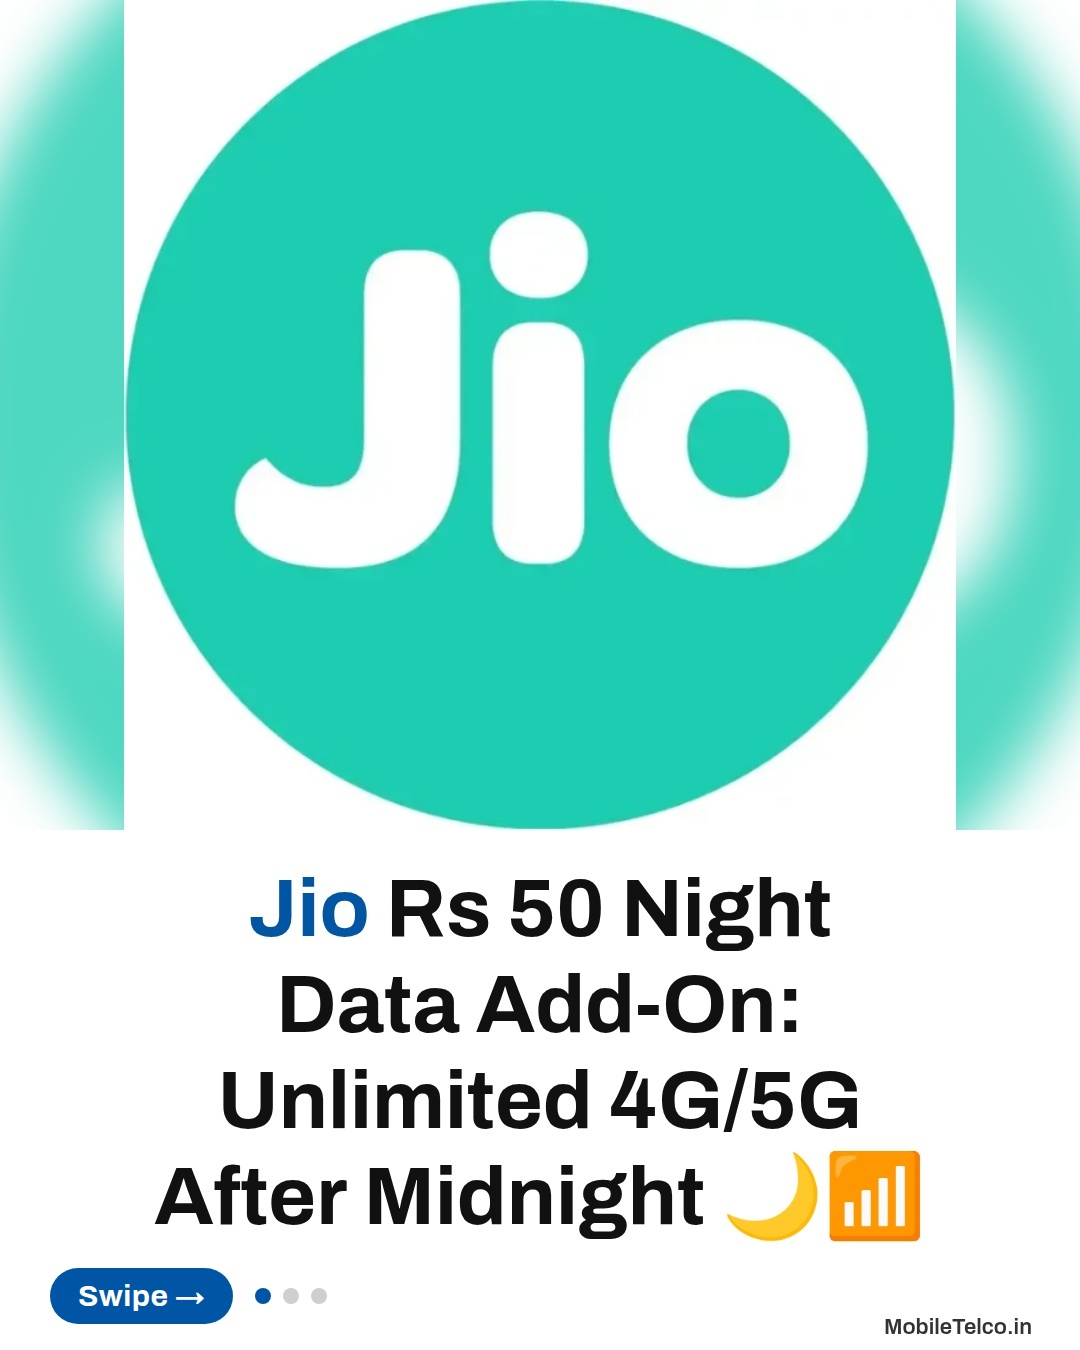 Jio
Jio Rs 50 Night
Data Add-On:
Unlimited 4G/5G
After Midnight 🌙📶
Swipe →
MobileTelco.in